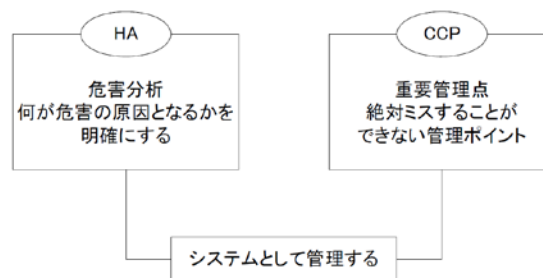 HA
危害分析
何が危害の原因となるかを
明確にする
CCP
重要管理点
絶対ミスすることが
できない管理ポイント
システムとして管理する